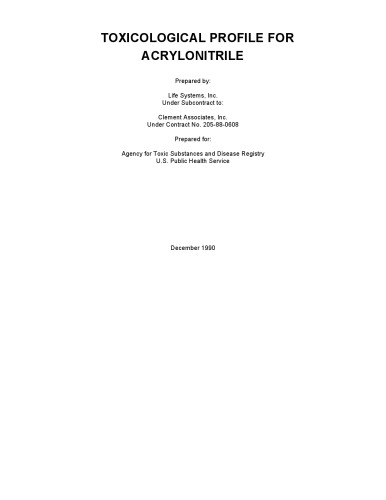 TOXICOLOGICAL PROFILE FOR
ACRYLONITRILE
Prepared by:
Life Systems, Inc.
Under Subcontract to:
Clement Associates, Inc.
Under Contract No. 205-88-0608
Prepared for:
Agency for Toxic Substances and Disease Registry
U.S. Public Health Service
December 1990